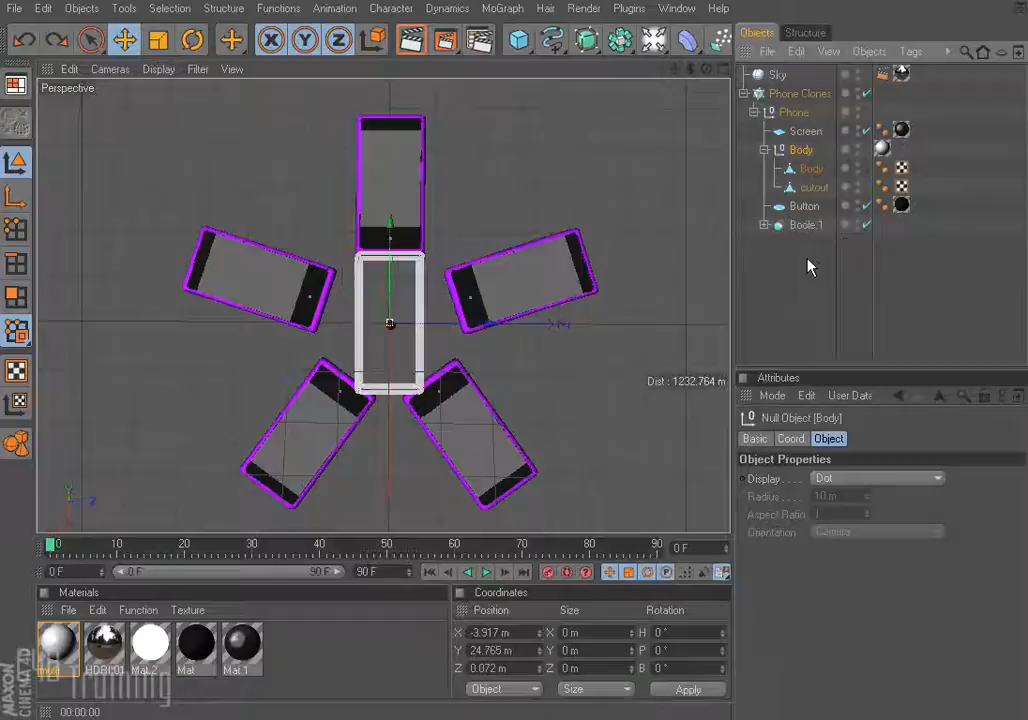 File Edit Objects Tools Selection Structure Functions Animation Character Dynamics MoGraph Hair Render Plugins Window Help
X Y Z
Objects Structure
File Edit View Objects Tags
Edit Cameras Display Filter View
Perspective
Sky
Phone Clones
Phone
Screen
Body
Body
cutout
Button
Boole.1
Dist : 1232.764 m
Y
Z
Attributes
Mode Edit User Data
Null Object [Body]
Basic Coord. Object
Object Properties
Display Dot
Radius 10 m
Aspect Ratio 1
Orientation Camera
0 10 20 30 40 50 60 70 80 90 0 F
0 F 0 F 90 F 90 F
Materials
File Edit Function Texture
HDRI:01 Mat.2 Mat Mat.1
Coordinates
Position Size Rotation
X -3.917 m X 0 m H 0 °
Y 24.765 m Y 0 m P 0 °
Z 0.072 m Z 0 m B 0 °
Object Size Apply
MAXON CINEMA 4D
Training
00:00:00